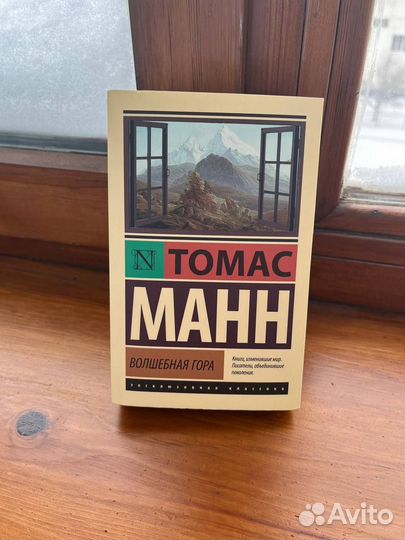 N
ТОМАС
МАНН
ВОЛШЕБНАЯ ГОРА
Книги, изменившие мир.
Писатели, объединившие
поколения.
ЭКСКЛЮЗИВНАЯ КЛАССИКА
Avito